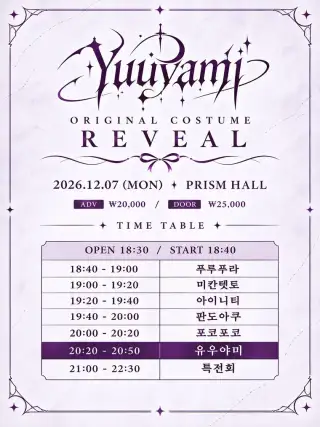 Yuuyami
ORIGINAL COSTUME
REVEAL
2026.12.07 (MON) ✦ PRISM HALL
ADV ₩20,000 / DOOR ₩25,000
TIME TABLE
OPEN 18:30 / START 18:40
18:40 - 19:00 푸루푸라
19:00 - 19:20 미칸텟토
19:20 - 19:40 아이니티
19:40 - 20:00 판도아쿠
20:00 - 20:20 포코포코
20:20 - 20:50 유우야미
21:00 - 22:30 특전회